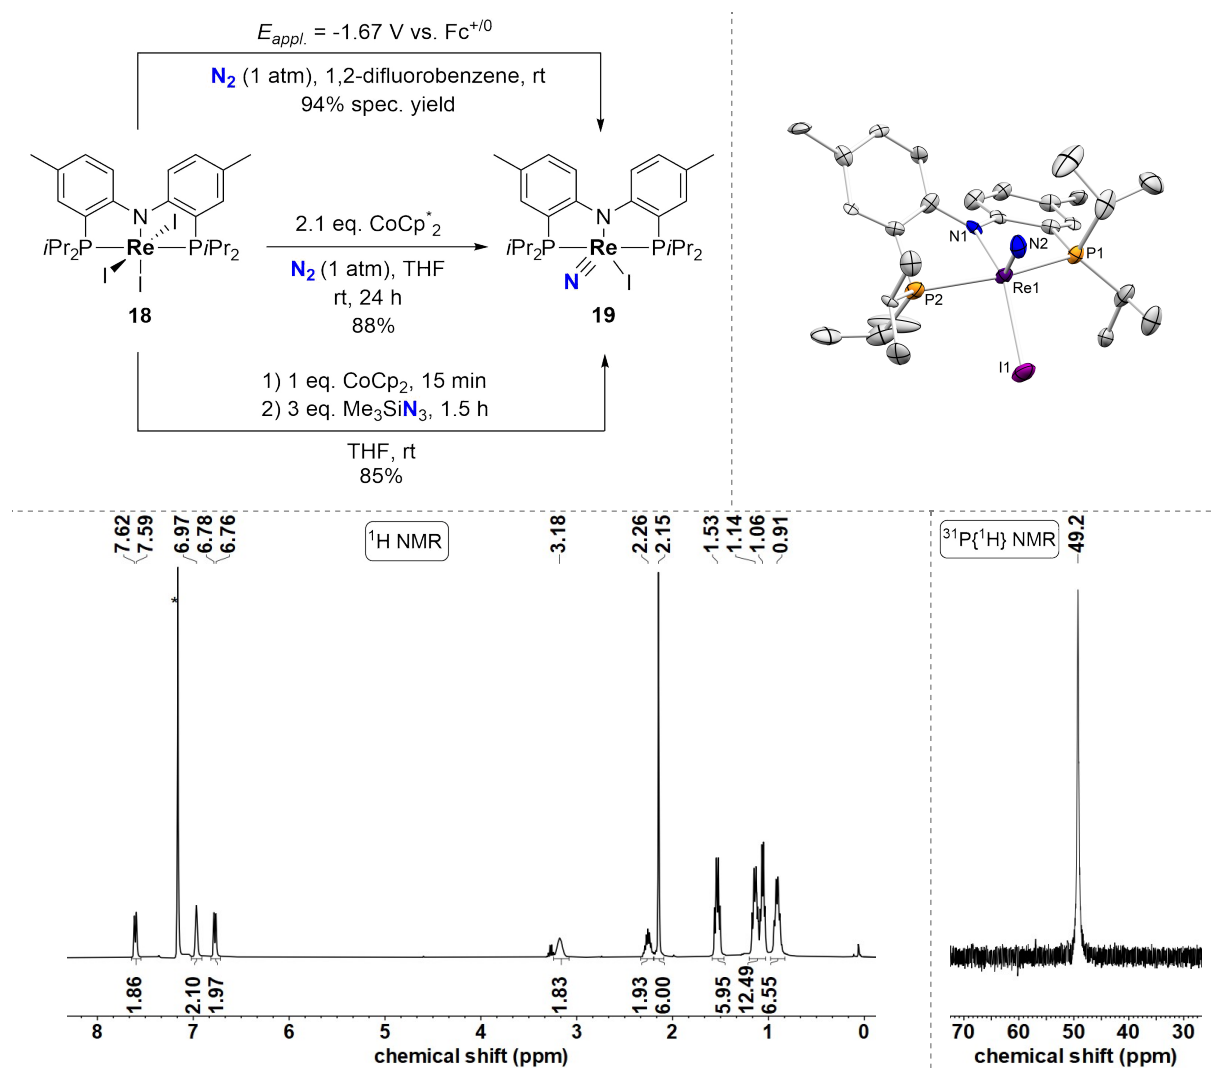 E_appl. = -1.67 V vs. Fc⁺/⁰
N₂ (1 atm), 1,2-difluorobenzene, rt
94% spec. yield
N
iPr₂P
Re
PiPr₂
I
I
I
18
2.1 eq. CoCp*₂
N₂ (1 atm), THF
rt, 24 h
88%
N
iPr₂P
Re
PiPr₂
N
I
19
1) 1 eq. CoCp₂, 15 min
2) 3 eq. Me₃SiN₃, 1.5 h
THF, rt
85%
N1
N2
P1
P2
Re1
I1
7.62
7.59
6.97
6.78
6.76
¹H NMR
3.18
2.26
2.15
1.53
1.14
1.06
0.91
*
1.86
2.10
1.97
1.83
1.93
6.00
5.95
12.49
6.55
8 7 6 5 4 3 2 1 0
chemical shift (ppm)
³¹P{¹H} NMR
49.2
70 60 50 40 30
chemical shift (ppm)